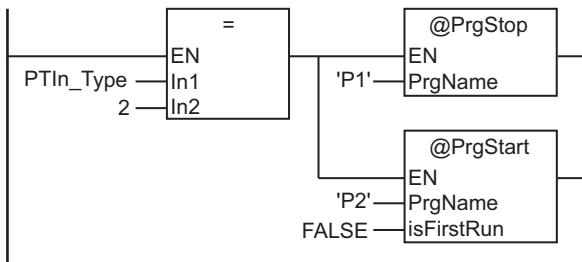 =
EN
PTIn_Type In1
2 In2
@PrgStop
EN
'P1' PrgName
@PrgStart
EN
'P2' PrgName
FALSE isFirstRun